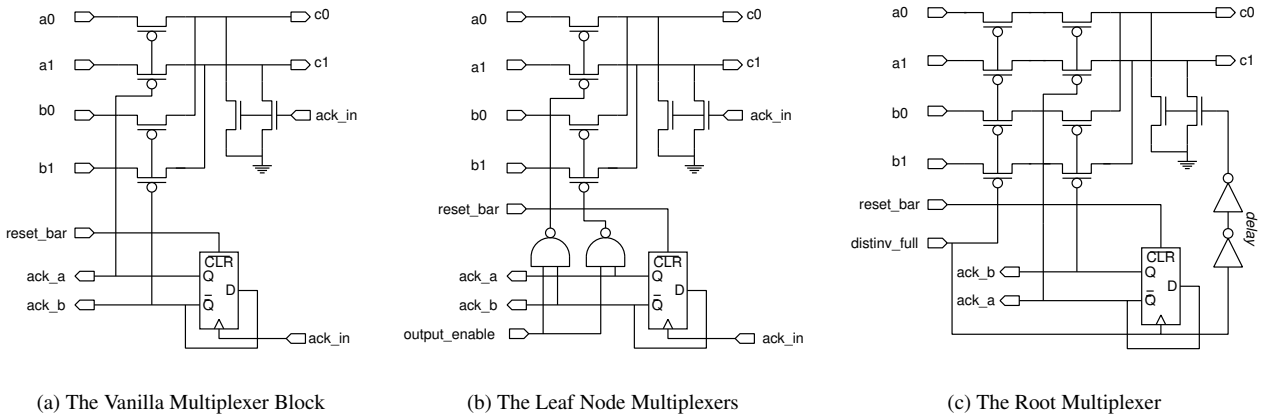 a0
c0
a1
c1
b0
ack_in
b1
reset_bar
CLR
ack_a
Q
D
ack_b
Q̅
ack_in
(a) The Vanilla Multiplexer Block
a0
c0
a1
c1
b0
ack_in
b1
reset_bar
CLR
ack_a
Q
D
ack_b
Q̅
output_enable
ack_in
(b) The Leaf Node Multiplexers
a0
c0
a1
c1
b0
b1
reset_bar
delay
distinv_full
CLR
ack_b
Q
D
ack_a
Q̅
(c) The Root Multiplexer